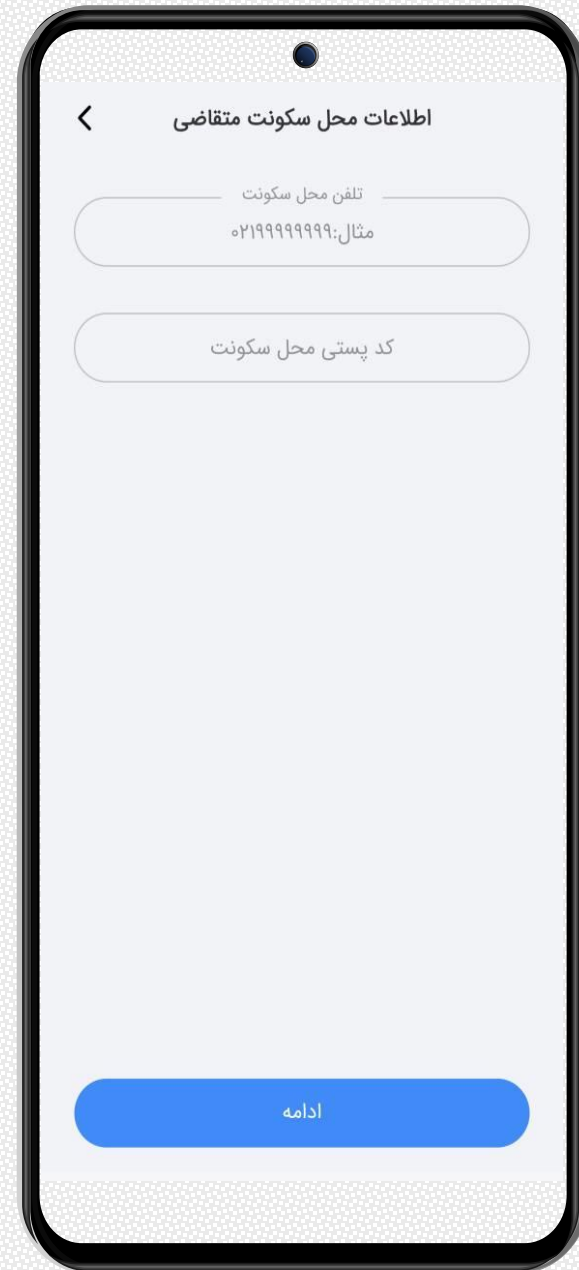 اطلاعات محل سکونت متقاضی
تلفن محل سکونت
مثال:۰۲۱۹۹۹۹۹۹۹۹
کد پستی محل سکونت
ادامه